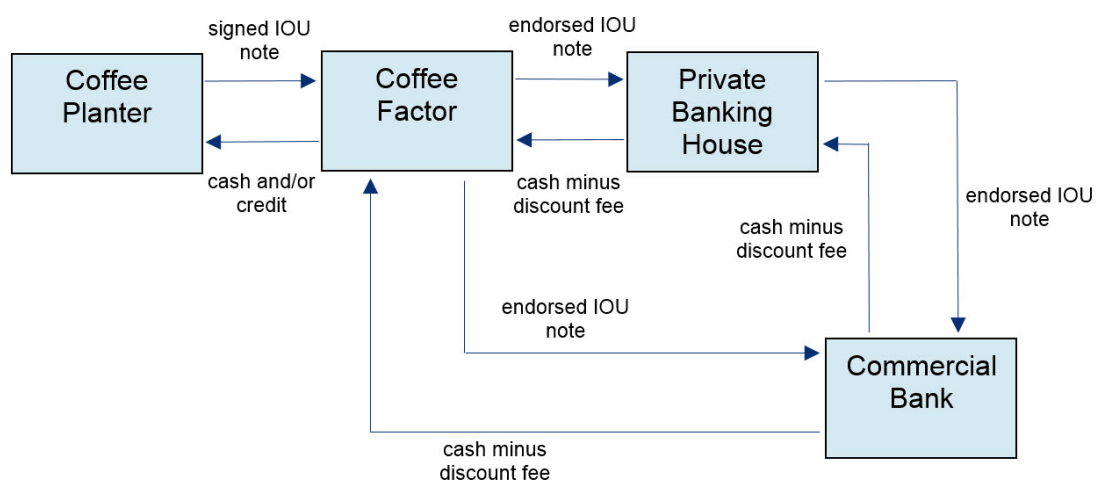 signed IOU
note
endorsed IOU
note
Coffee
Planter
Coffee
Factor
Private
Banking
House
cash and/or
credit
cash minus
discount fee
cash minus
discount fee
endorsed IOU
note
endorsed IOU
note
Commercial
Bank
cash minus
discount fee